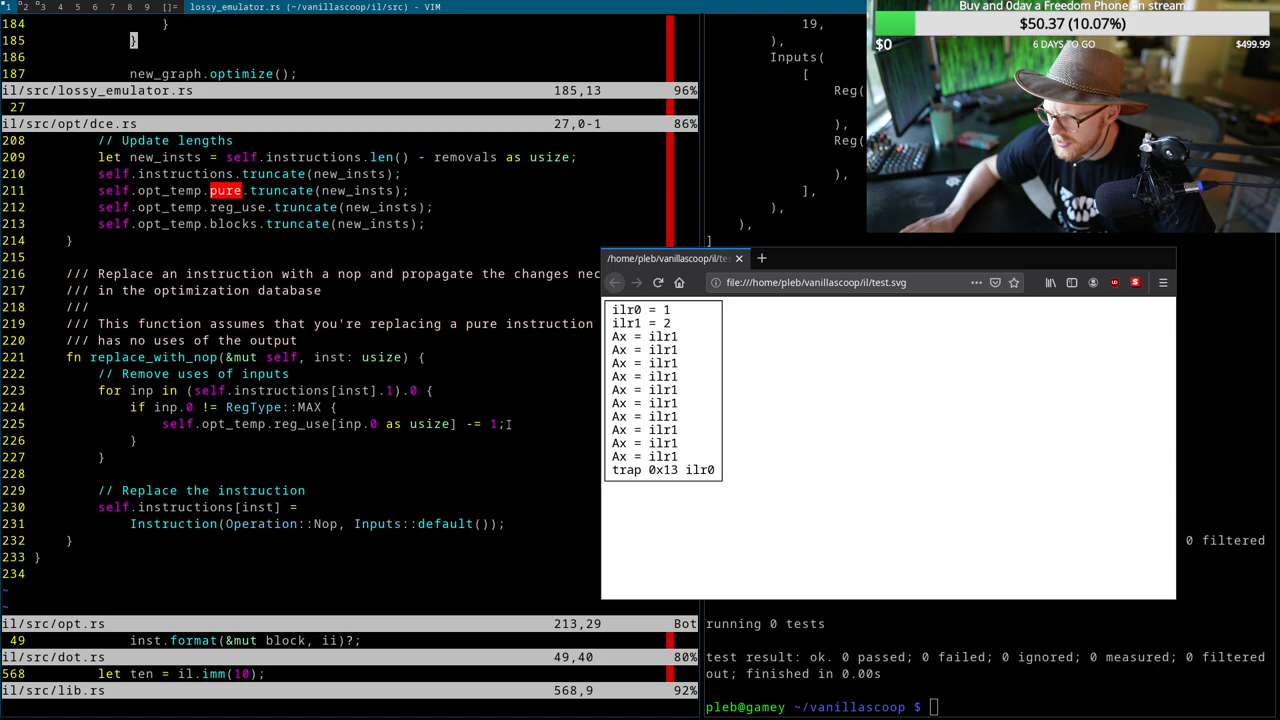 1 2 3 4 5 6 7 8 9 []= lossy_emulator.rs (~/vanillascoop/il/src) - VIM
184 }
185 }
186
187 new_graph.optimize();
il/src/lossy_emulator.rs 185,13 96%
27
il/src/opt/dce.rs 27,0-1 86%
208 // Update lengths
209 let new_insts = self.instructions.len() - removals as usize;
210 self.instructions.truncate(new_insts);
211 self.opt_temp.pure.truncate(new_insts);
212 self.opt_temp.reg_use.truncate(new_insts);
213 self.opt_temp.blocks.truncate(new_insts);
214 }
215
216 /// Replace an instruction with a nop and propagate the changes nec
217 /// in the optimization database
218 ///
219 /// This function assumes that you're replacing a pure instruction
220 /// has no uses of the output
221 fn replace_with_nop(&mut self, inst: usize) {
222 // Remove uses of inputs
223 for inp in (self.instructions[inst].1).0 {
224 if inp.0 != RegType::MAX {
225 self.opt_temp.reg_use[inp.0 as usize] -= 1;
226 }
227 }
228
229 // Replace the instruction
230 self.instructions[inst] =
231 Instruction(Operation::Nop, Inputs::default());
232 }
233 }
234
~
~
il/src/opt.rs 213,29 Bot
49 inst.format(&mut block, ii)?;
il/src/dot.rs 49,40 80%
568 let ten = il.imm(10);
il/src/lib.rs 568,9 92%
19,
),
Inputs(
[
Reg(
),
Reg(
),
],
),
),
]
Buy and 0day a Freedom Phone on stream
$50.37 (10.07%)
$0 6 DAYS TO GO $499.99
/home/pleb/vanillascoop/il/te
file:///home/pleb/vanillascoop/il/test.svg
ilr0 = 1
ilr1 = 2
Ax = ilr1
Ax = ilr1
Ax = ilr1
Ax = ilr1
Ax = ilr1
Ax = ilr1
Ax = ilr1
Ax = ilr1
Ax = ilr1
Ax = ilr1
trap 0x13 ilr0
0 filtered
running 0 tests
test result: ok. 0 passed; 0 failed; 0 ignored; 0 measured; 0 filtered
out; finished in 0.00s
pleb@gamey ~/vanillascoop $